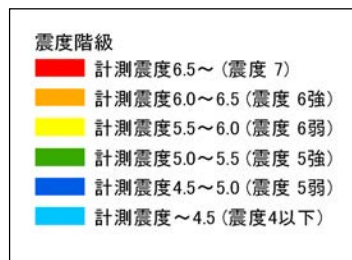 震度階級
計測震度6.5～ (震度 7)
計測震度6.0～6.5 (震度 6強)
計測震度5.5～6.0 (震度 6弱)
計測震度5.0～5.5 (震度 5強)
計測震度4.5～5.0 (震度 5弱)
計測震度～4.5 (震度4以下)